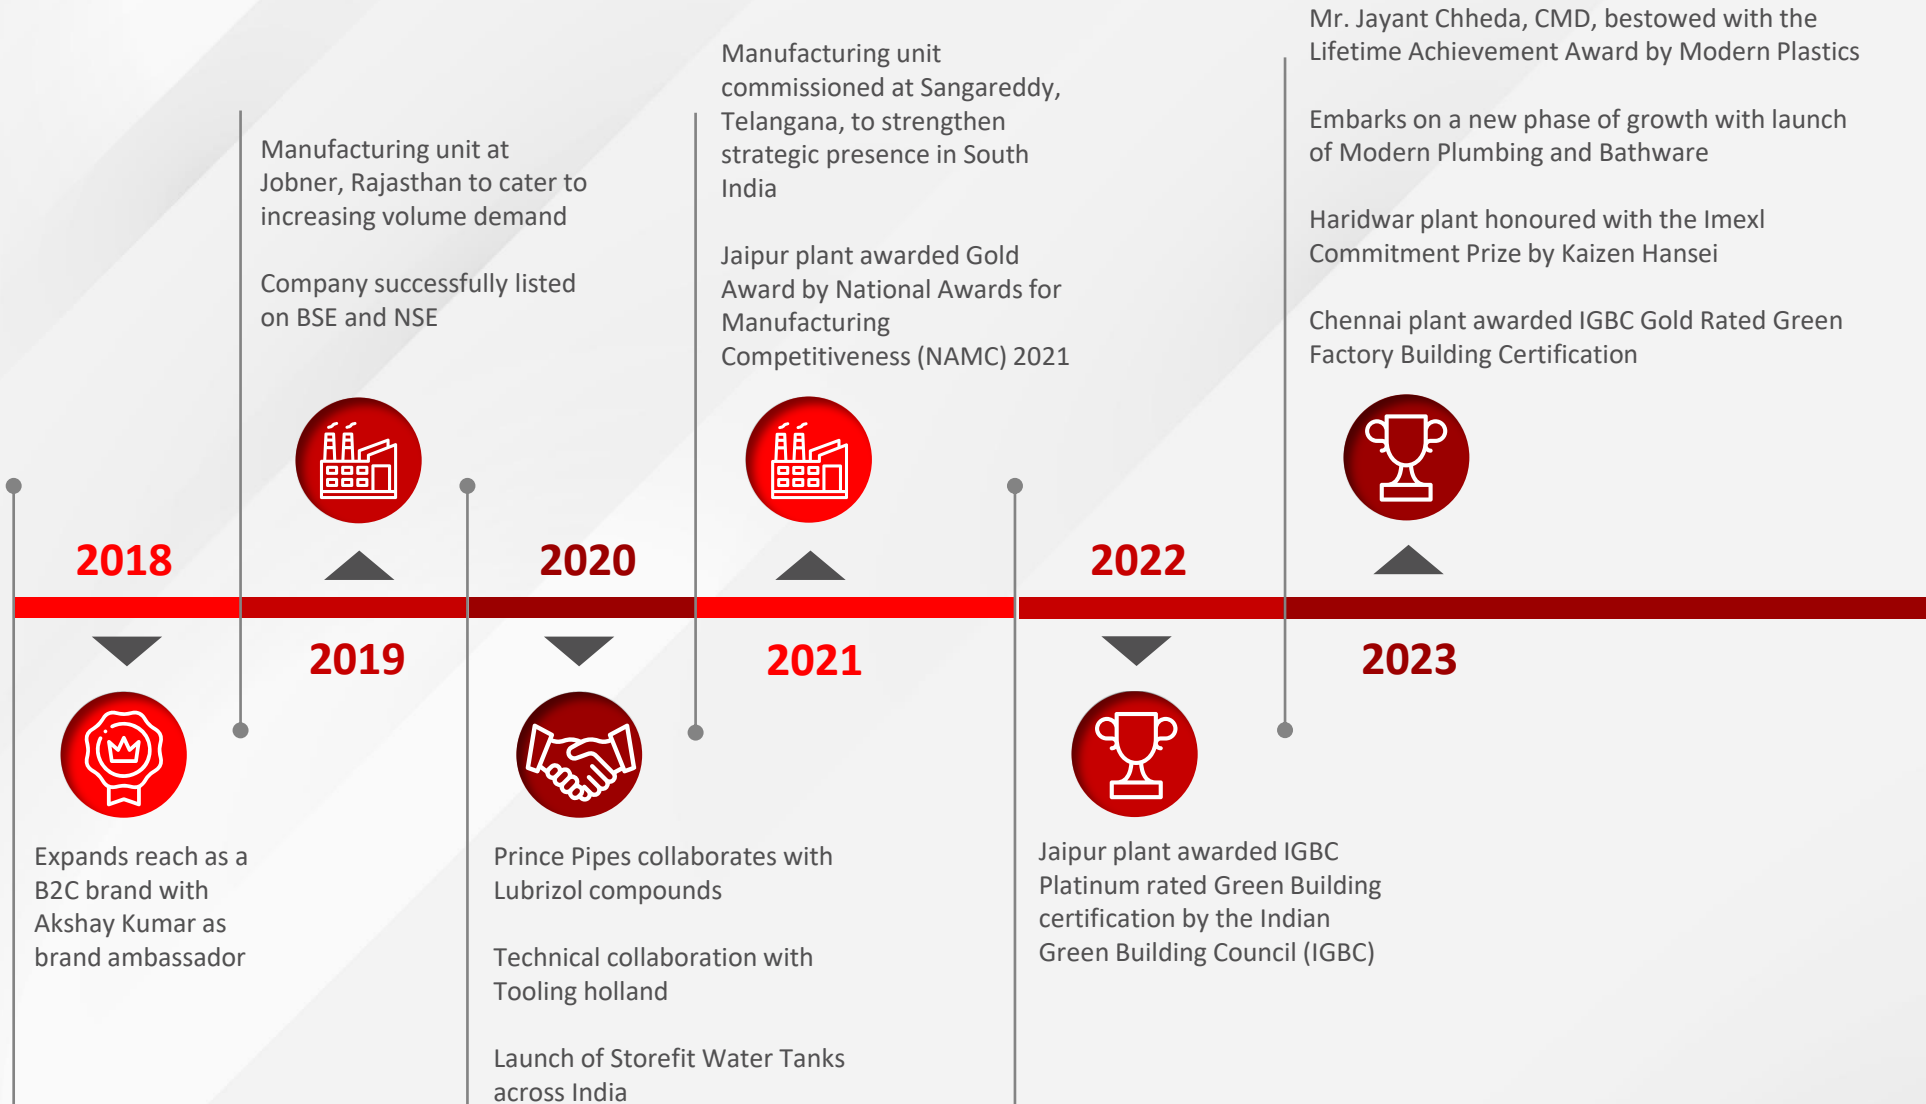 2018
Expands reach as a
B2C brand with
Akshay Kumar as
brand ambassador
Manufacturing unit at
Jobner, Rajasthan to cater to
increasing volume demand
Company successfully listed
on BSE and NSE
2019
2020
Prince Pipes collaborates with
Lubrizol compounds
Technical collaboration with
Tooling holland
Launch of Storefit Water Tanks
across India
Manufacturing unit
commissioned at Sangareddy,
Telangana, to strengthen
strategic presence in South
India
Jaipur plant awarded Gold
Award by National Awards for
Manufacturing
Competitiveness (NAMC) 2021
2021
2022
Jaipur plant awarded IGBC
Platinum rated Green Building
certification by the Indian
Green Building Council (IGBC)
Mr. Jayant Chheda, CMD, bestowed with the
Lifetime Achievement Award by Modern Plastics
Embarks on a new phase of growth with launch
of Modern Plumbing and Bathware
Haridwar plant honoured with the Imexl
Commitment Prize by Kaizen Hansei
Chennai plant awarded IGBC Gold Rated Green
Factory Building Certification
2023